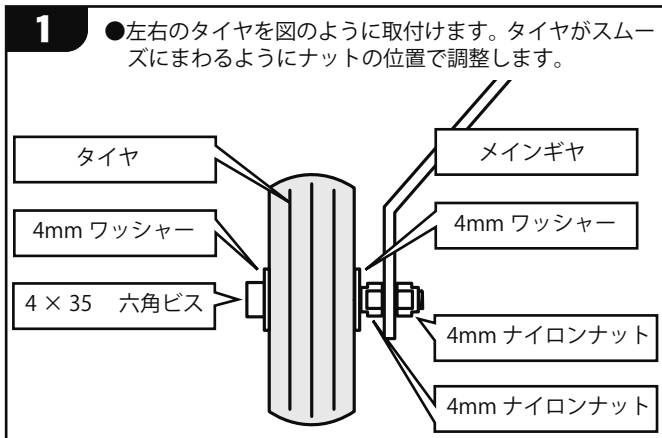 1
●左右のタイヤを図のように取付けます。タイヤがスムー
ズにまわるようにナットの位置で調整します。
タイヤ
メインギヤ
4mm ワッシャー
4mm ワッシャー
4 × 35　六角ビス
4mm ナイロンナット
4mm ナイロンナット